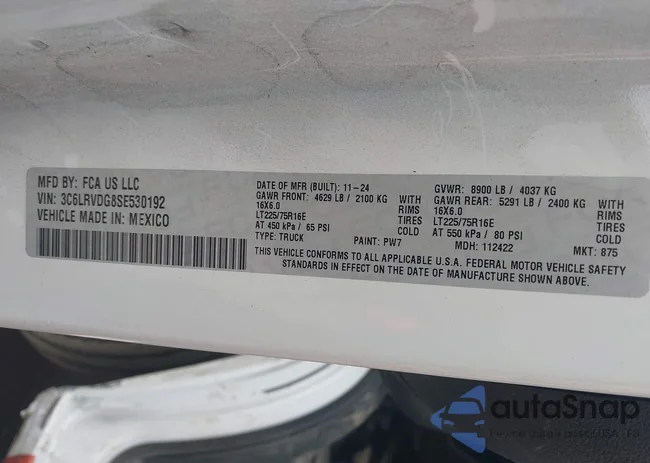 MFD BY: FCA US LLC
VIN: 3C6LRVDG8SE530192
VEHICLE MADE IN: MEXICO
DATE OF MFR (BUILT): 11-24
GAWR FRONT: 4629 LB / 2100 KG
16X6.0 RIMS
LT225/75R16E TIRES
AT 450 kPa / 65 PSI COLD
TYPE: TRUCK PAINT: PW7
GVWR: 8900 LB / 4037 KG
GAWR REAR: 5291 LB / 2400 KG
16X6.0 RIMS
LT225/75R16E TIRES
AT 550 kPa / 80 PSI COLD
MDH: 112422 MKT: 875
THIS VEHICLE CONFORMS TO ALL APPLICABLE U.S.A. FEDERAL MOTOR VEHICLE SAFETY
STANDARDS IN EFFECT ON THE DATE OF MANUFACTURE SHOWN ABOVE.
autaSnap